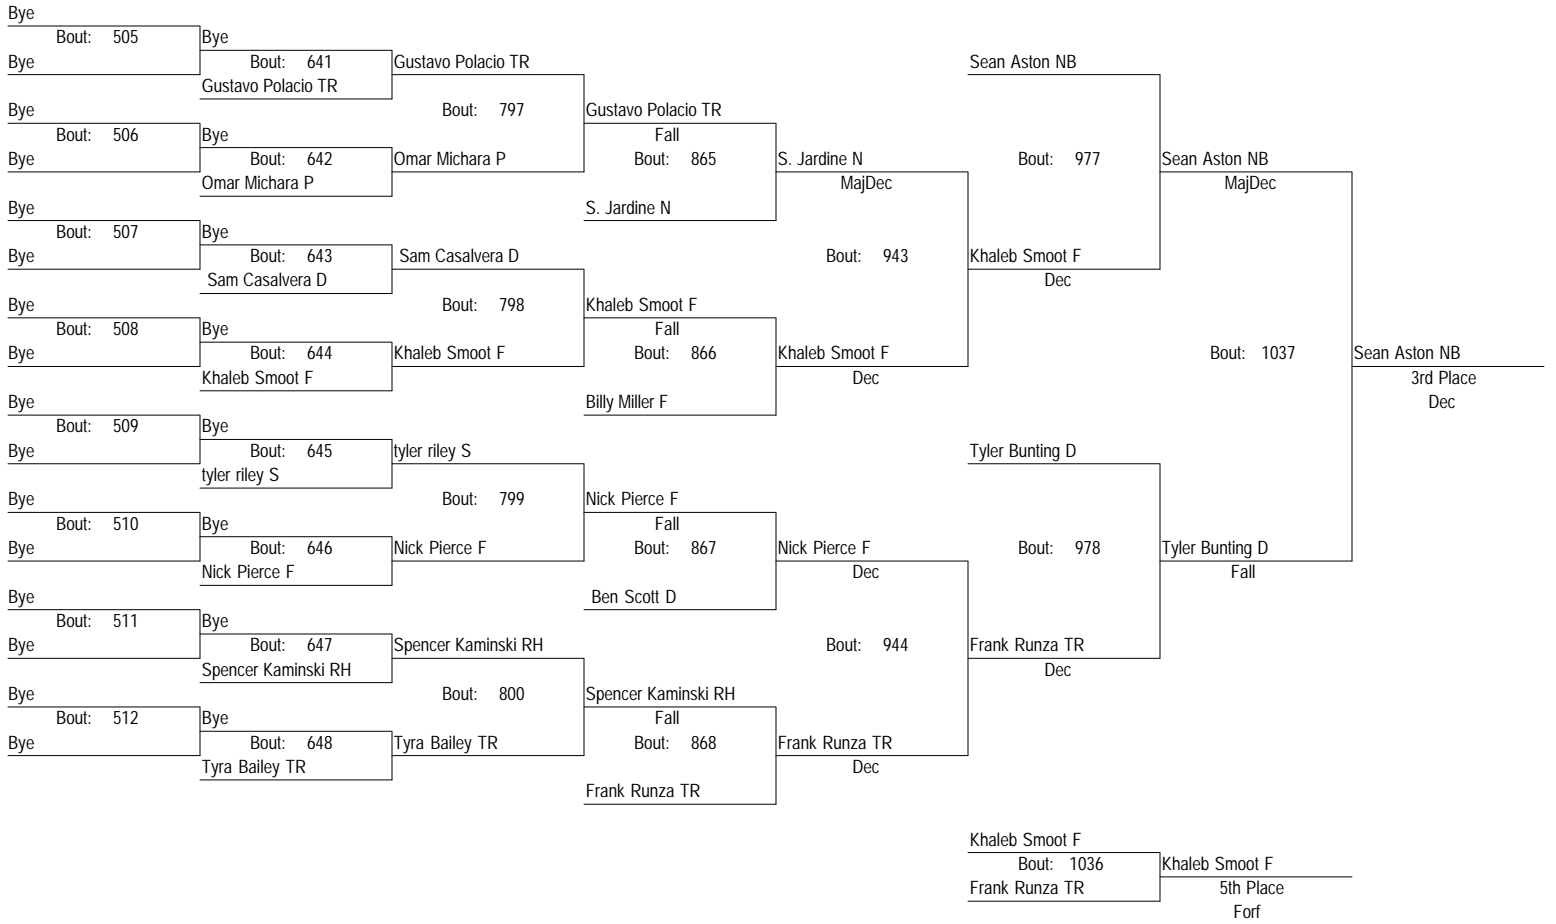 Bye
Bout: 505 Bye
Bye Bout: 641 Gustavo Polacio TR Sean Aston NB
Gustavo Polacio TR
Bye Bout: 797 Gustavo Polacio TR
Bout: 506 Bye Fall
Bye Bout: 642 Omar Michara P Bout: 865 S. Jardine N Bout: 977 Sean Aston NB
Omar Michara P MajDec MajDec
Bye S. Jardine N
Bout: 507 Bye
Bye Bout: 643 Sam Casalvera D Bout: 943 Khaleb Smoot F
Sam Casalvera D Dec
Bye Bout: 798 Khaleb Smoot F
Bout: 508 Bye Fall
Bye Bout: 644 Khaleb Smoot F Bout: 866 Khaleb Smoot F Bout: 1037 Sean Aston NB
Khaleb Smoot F Dec 3rd Place
Bye Billy Miller F Dec
Bout: 509 Bye
Bye Bout: 645 tyler riley S Tyler Bunting D
tyler riley S
Bye Bout: 799 Nick Pierce F
Bout: 510 Bye Fall
Bye Bout: 646 Nick Pierce F Bout: 867 Nick Pierce F Bout: 978 Tyler Bunting D
Nick Pierce F Dec Fall
Bye Ben Scott D
Bout: 511 Bye
Bye Bout: 647 Spencer Kaminski RH Bout: 944 Frank Runza TR
Spencer Kaminski RH Dec
Bye Bout: 800 Spencer Kaminski RH
Bout: 512 Bye Fall
Bye Bout: 648 Tyra Bailey TR Bout: 868 Frank Runza TR
Tyra Bailey TR Dec
Frank Runza TR
Khaleb Smoot F
Bout: 1036 Khaleb Smoot F
Frank Runza TR 5th Place
Forf